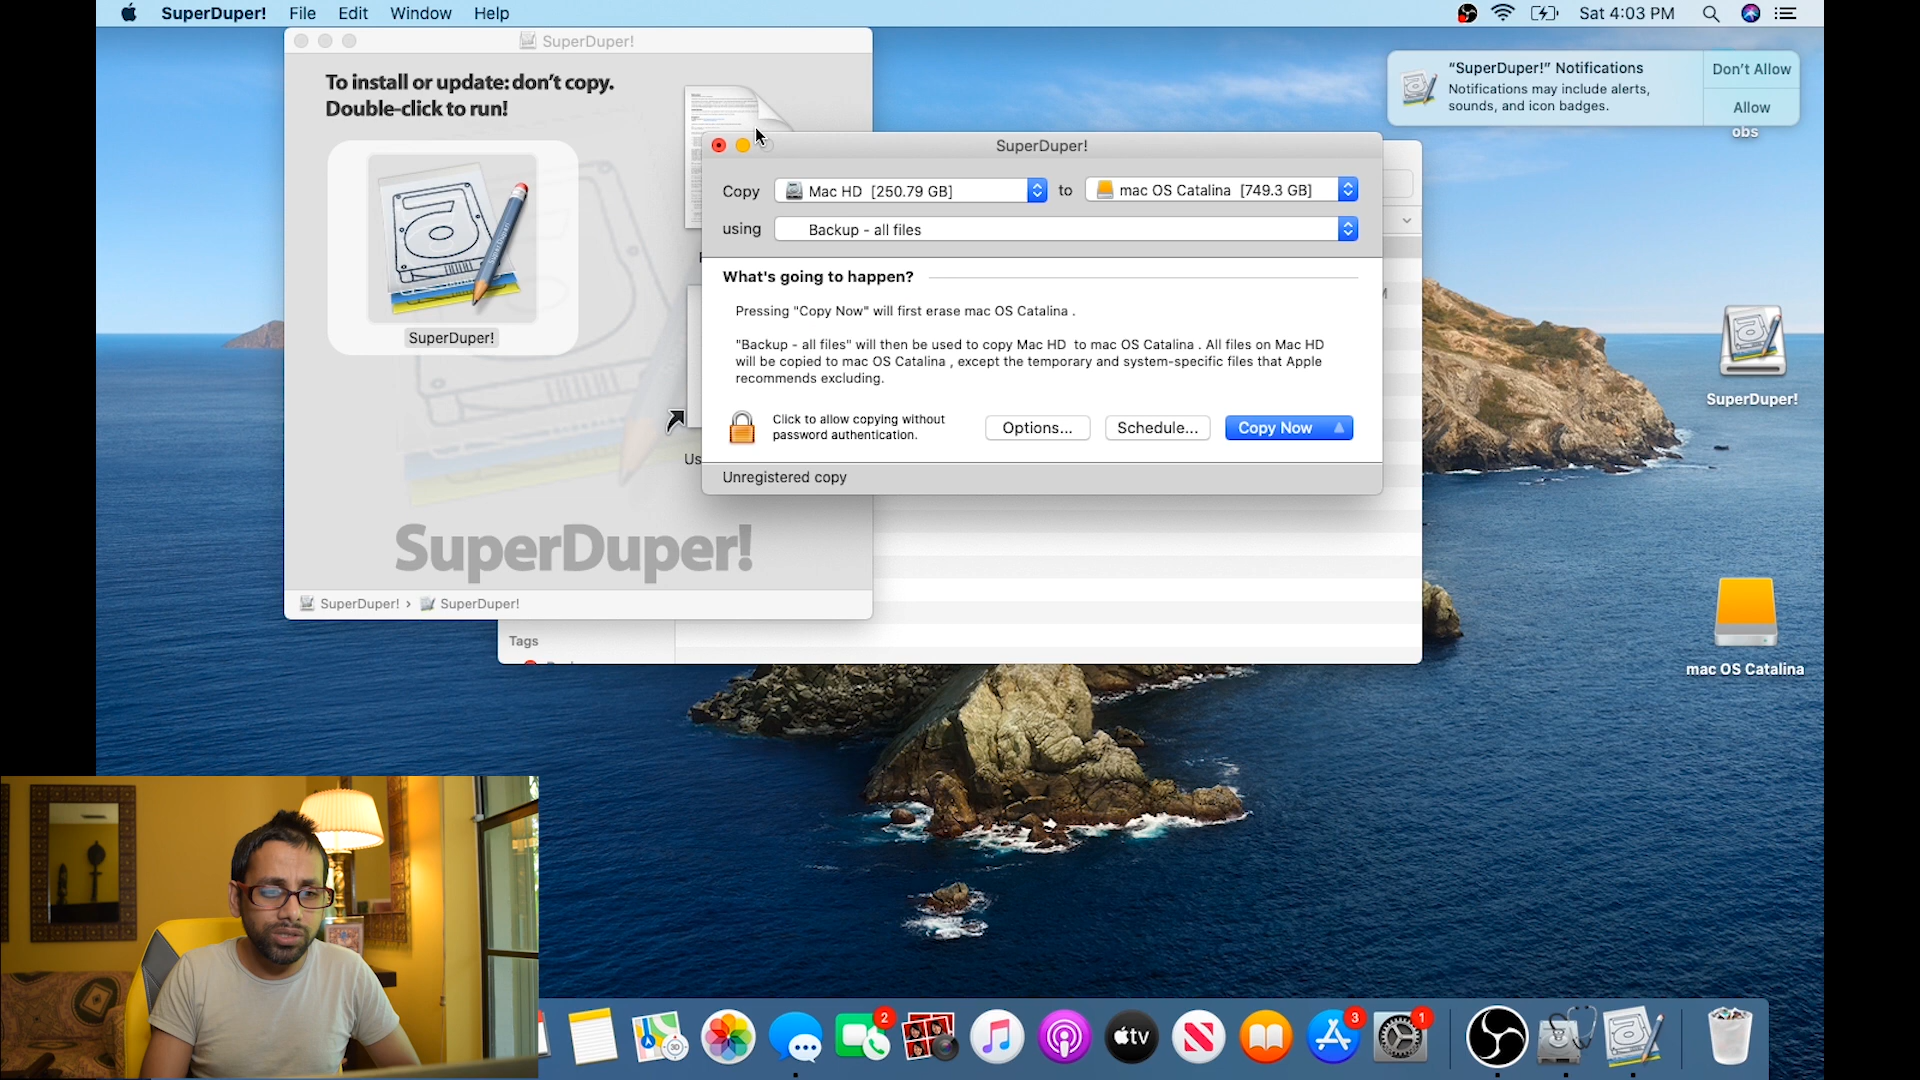 SuperDuper! File Edit Window Help
Sat 4:03 PM
SuperDuper!
To install or update: don't copy.
Double-click to run!
SuperDuper!
SuperDuper!
SuperDuper! › SuperDuper!
Us
Tags
SuperDuper!
Copy Mac HD [250.79 GB] to mac OS Catalina [749.3 GB]
using Backup - all files
What's going to happen?
Pressing "Copy Now" will first erase mac OS Catalina .
"Backup - all files" will then be used to copy Mac HD to mac OS Catalina . All files on Mac HD
will be copied to mac OS Catalina , except the temporary and system-specific files that Apple
recommends excluding.
Click to allow copying without
password authentication.
Options...
Schedule...
Copy Now
Unregistered copy
"SuperDuper!" Notifications
Notifications may include alerts,
sounds, and icon badges.
Don't Allow
Allow
obs
SuperDuper!
mac OS Catalina
2
tv
3
1